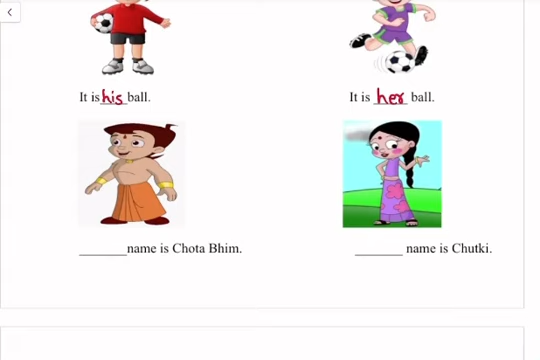 It is his ball.
It is her ball.
_______name is Chota Bhim.
_______ name is Chutki.